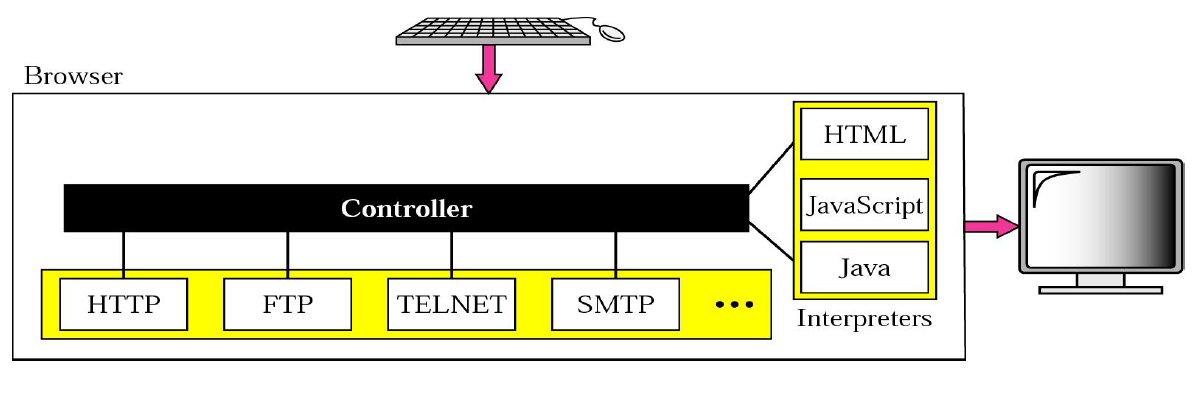 Browser
HTML
Controller
JavaScript
Java
HTTP
FTP
TELNET
SMTP
...
Interpreters